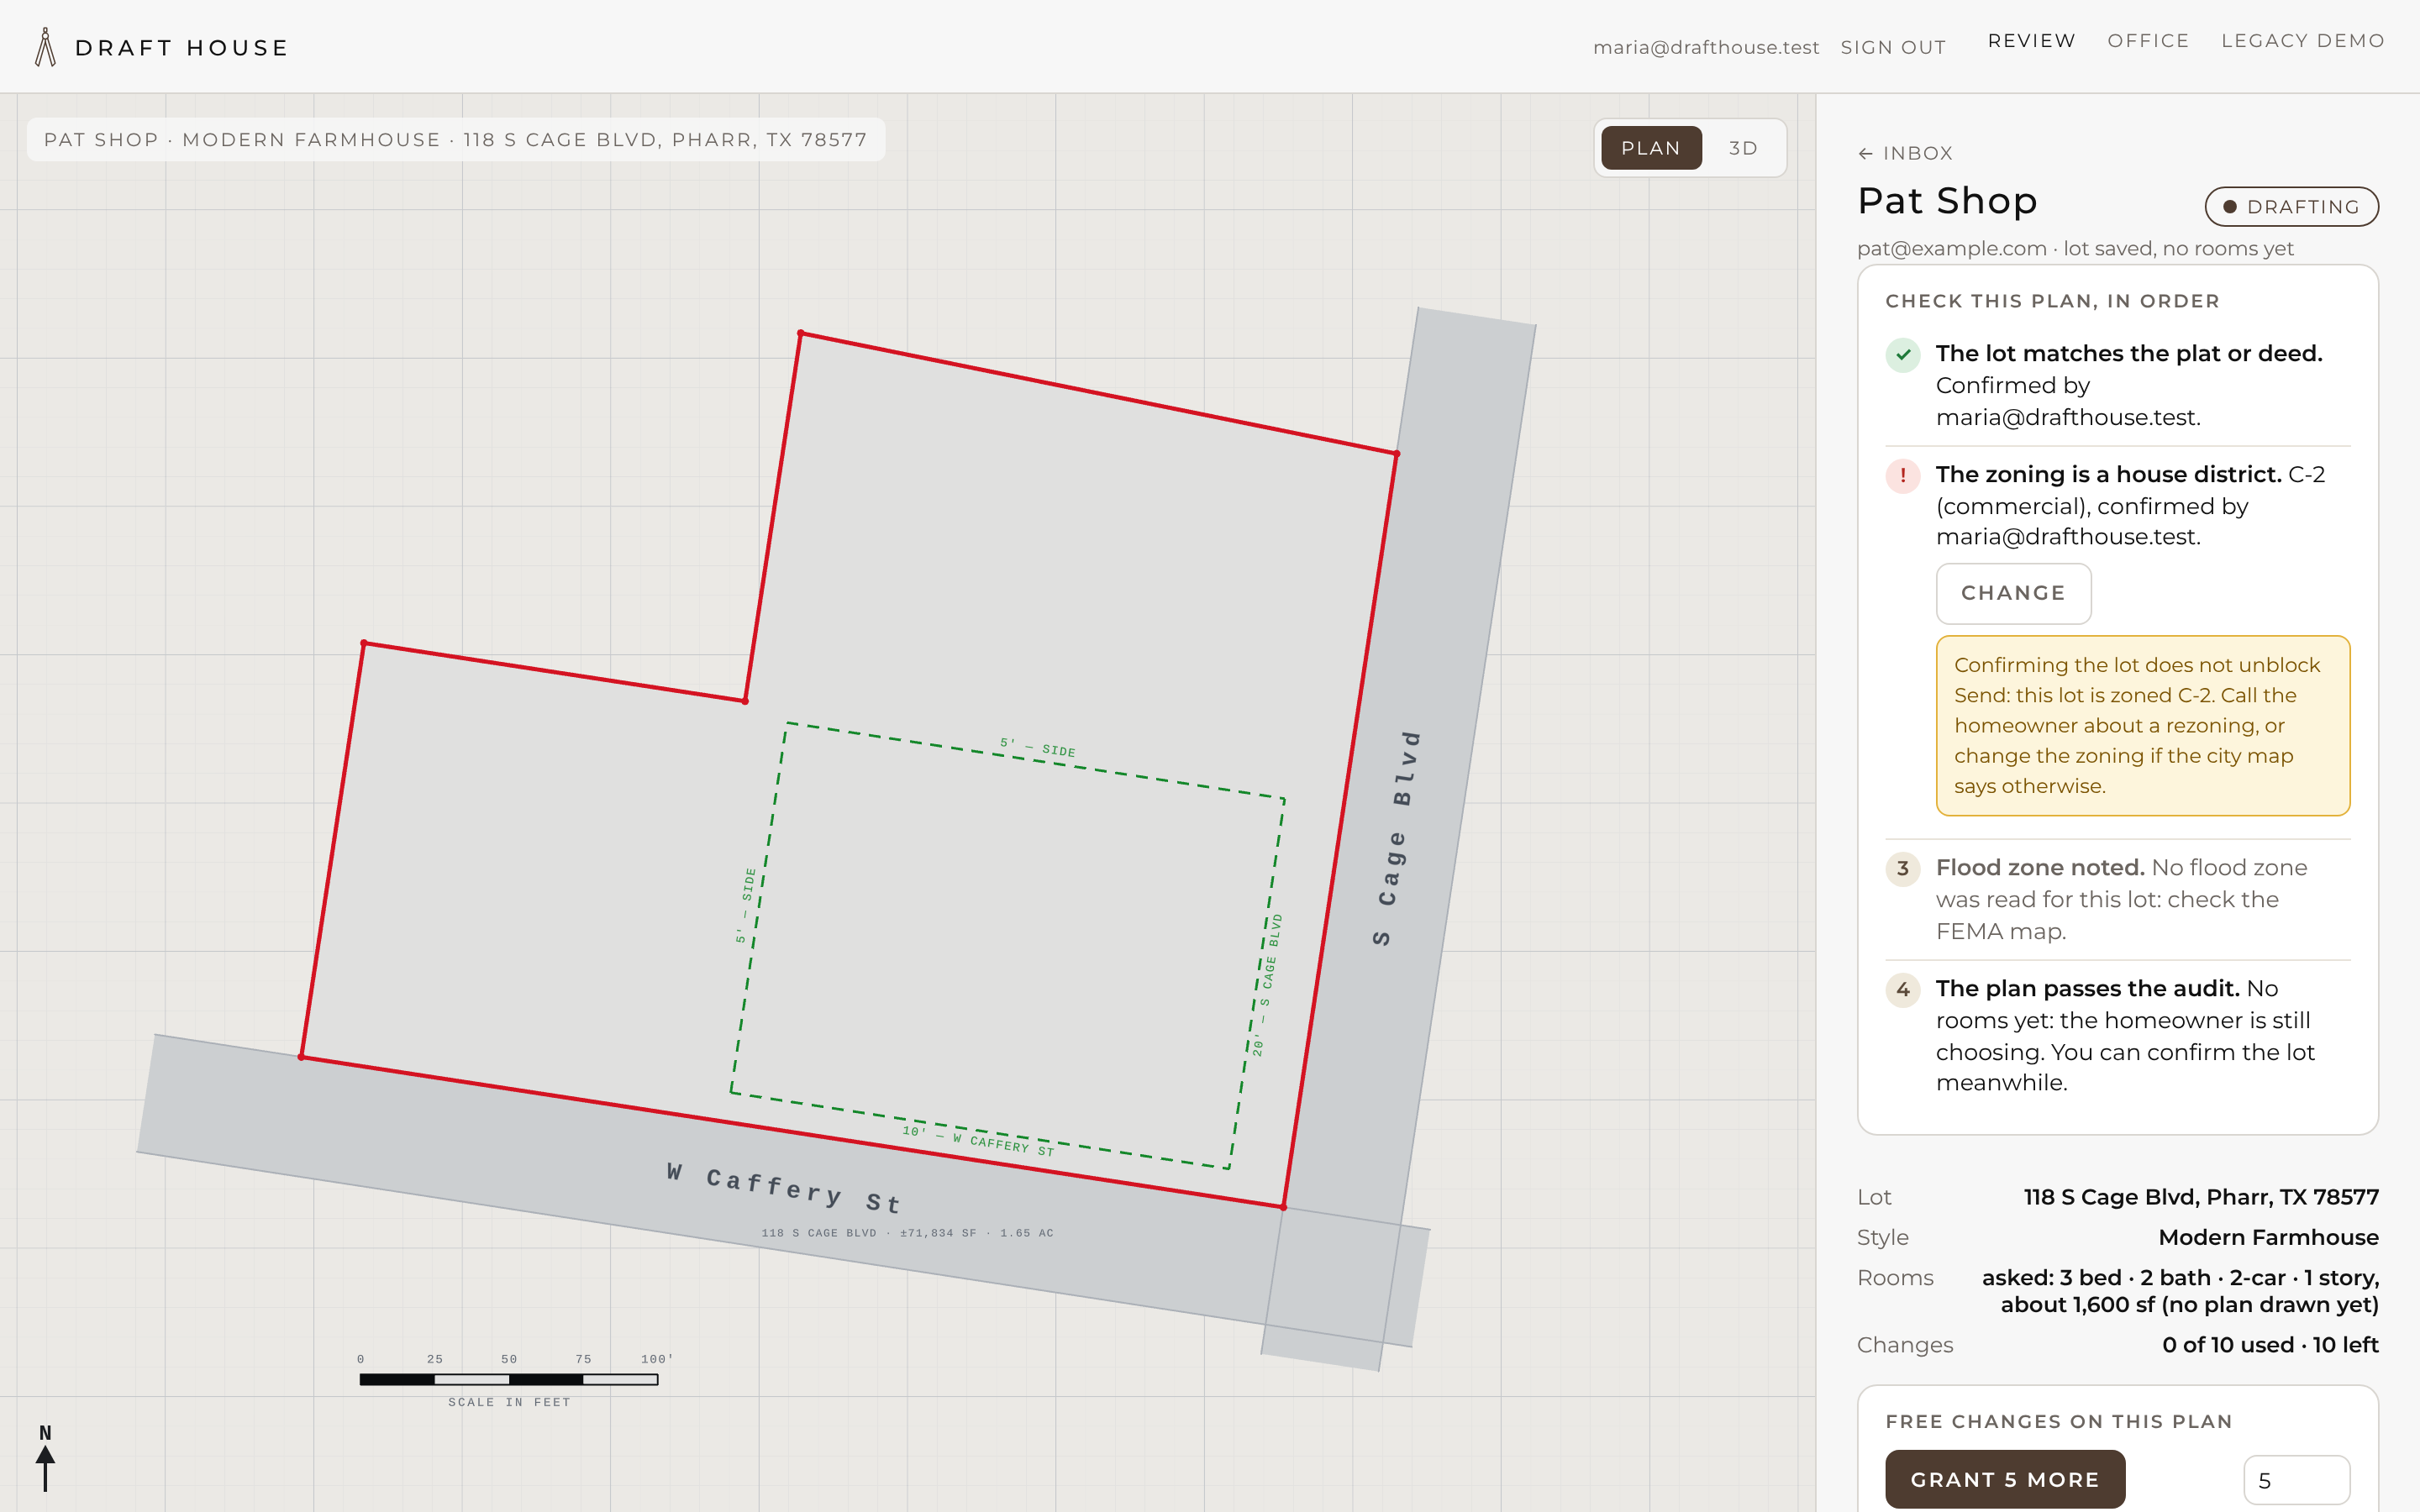 DRAFT HOUSE
maria@drafthouse.test SIGN OUT REVIEW OFFICE LEGACY DEMO
PAT SHOP · MODERN FARMHOUSE · 118 S CAGE BLVD, PHARR, TX 78577
PLAN 3D
5' — SIDE
5' — SIDE
20' — S CAGE BLVD
10' — W CAFFERY ST
S Cage Blvd
W Caffery St
118 S CAGE BLVD · ±71,834 SF · 1.65 AC
0 25 50 75 100'
SCALE IN FEET
N
← INBOX
Pat Shop
DRAFTING
pat@example.com · lot saved, no rooms yet
CHECK THIS PLAN, IN ORDER
The lot matches the plat or deed.
Confirmed by
maria@drafthouse.test.
! The zoning is a house district. C-2
(commercial), confirmed by
maria@drafthouse.test.
CHANGE
Confirming the lot does not unblock
Send: this lot is zoned C-2. Call the
homeowner about a rezoning, or
change the zoning if the city map
says otherwise.
3 Flood zone noted. No flood zone
was read for this lot: check the
FEMA map.
4 The plan passes the audit. No
rooms yet: the homeowner is still
choosing. You can confirm the lot
meanwhile.
Lot 118 S Cage Blvd, Pharr, TX 78577
Style Modern Farmhouse
Rooms asked: 3 bed · 2 bath · 2-car · 1 story,
about 1,600 sf (no plan drawn yet)
Changes 0 of 10 used · 10 left
FREE CHANGES ON THIS PLAN
GRANT 5 MORE 5